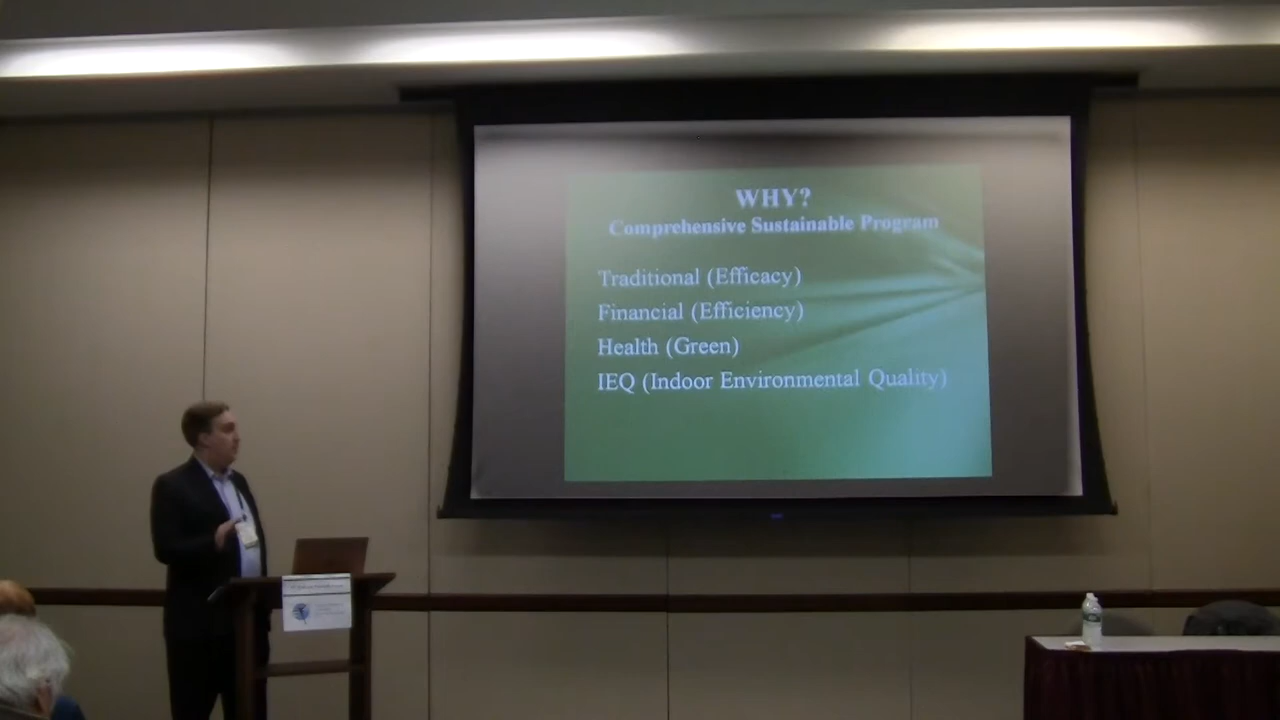 WHY?
Comprehensive Sustainable Program
Traditional (Efficacy)
Financial (Efficiency)
Health (Green)
IEQ (Indoor Environmental Quality)